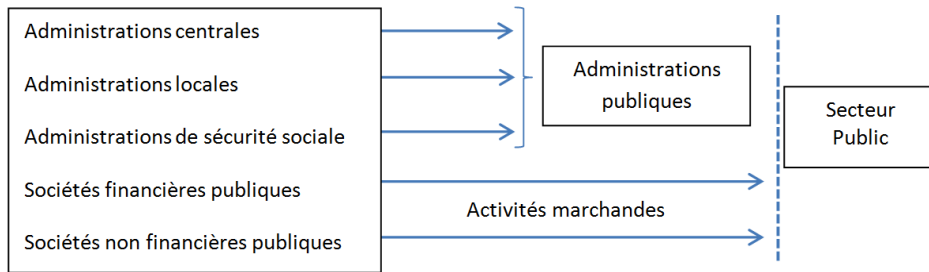 Administrations centrales
Administrations locales
Administrations de sécurité sociale
Sociétés financières publiques
Sociétés non financières publiques
Administrations
publiques
Activités marchandes
Secteur
Public